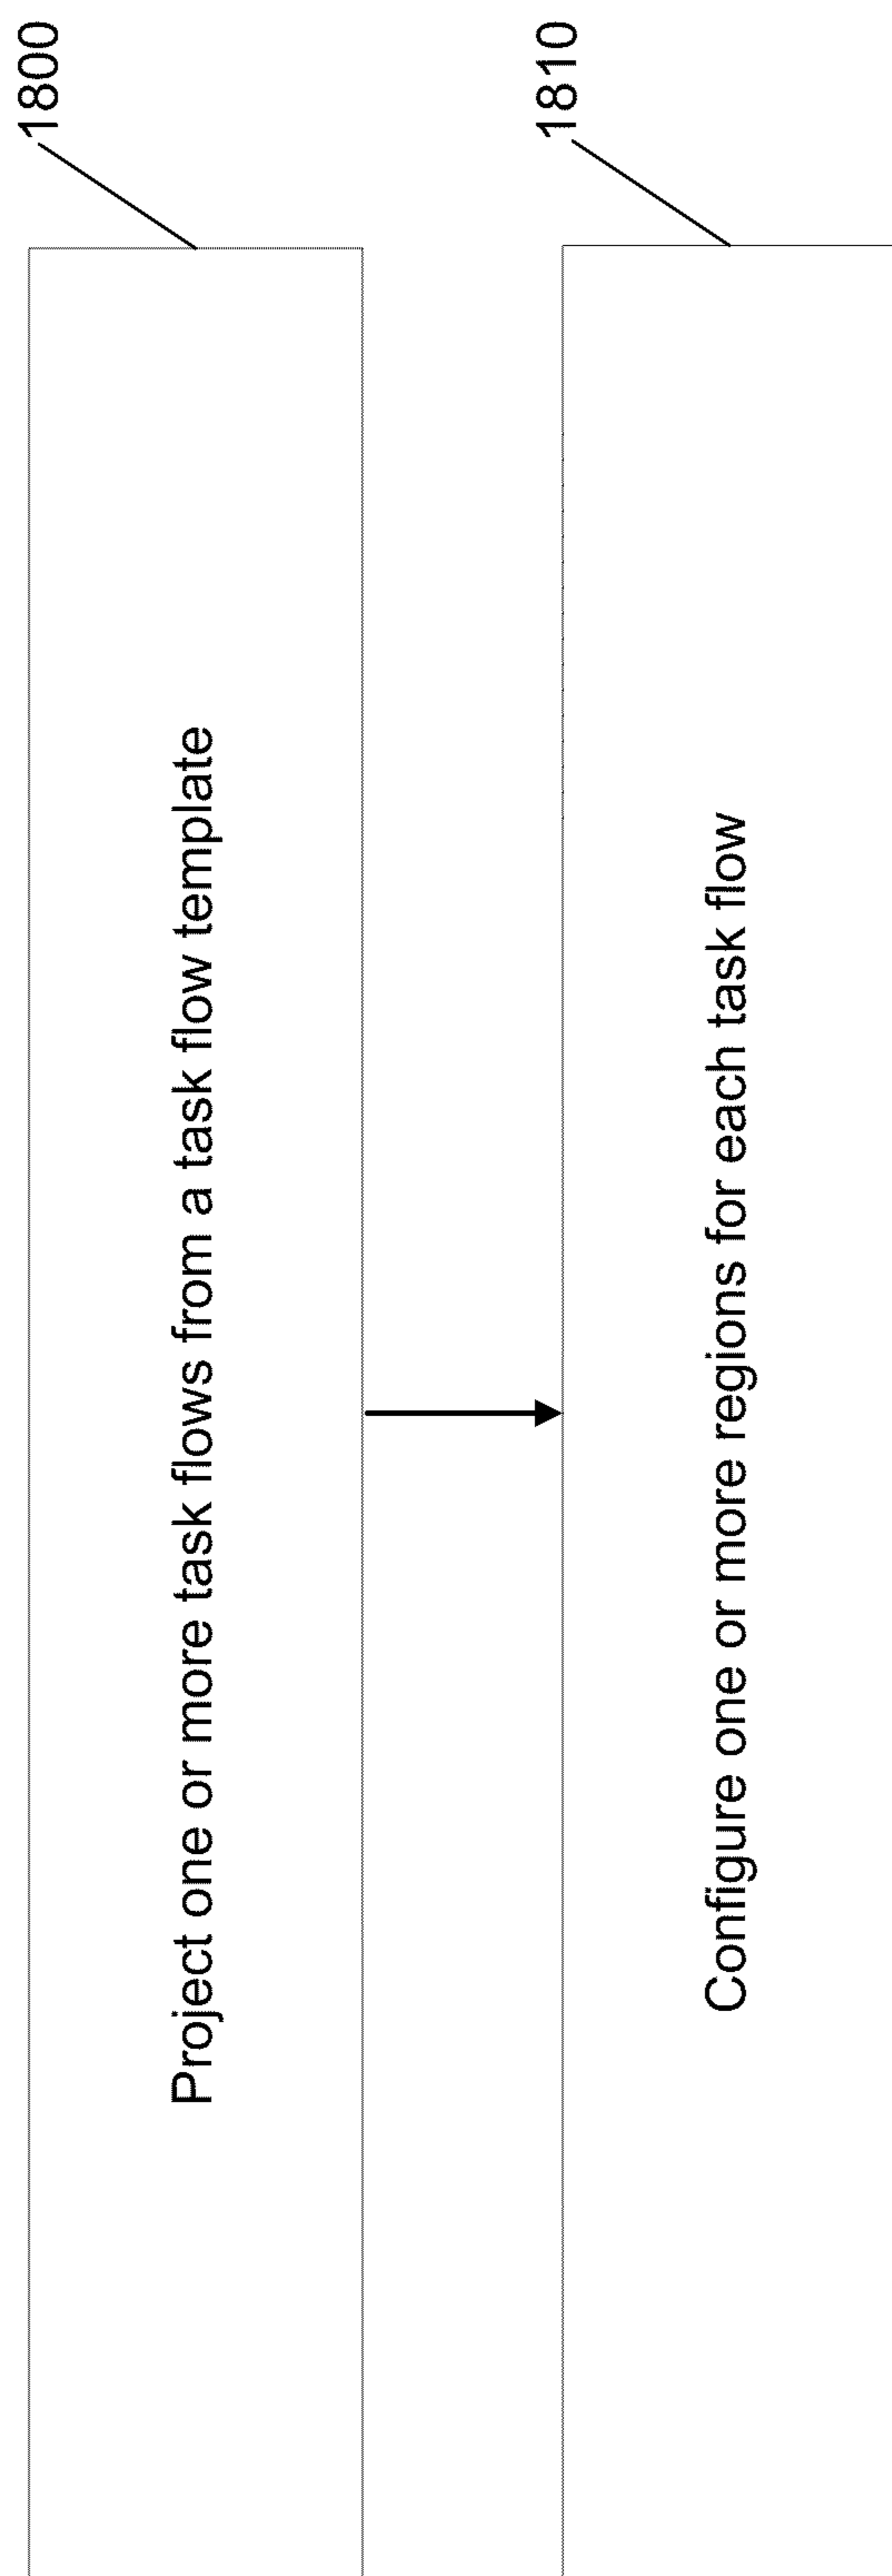 1800
Project one or more task flows from a task flow template
1810
Configure one or more regions for each task flow